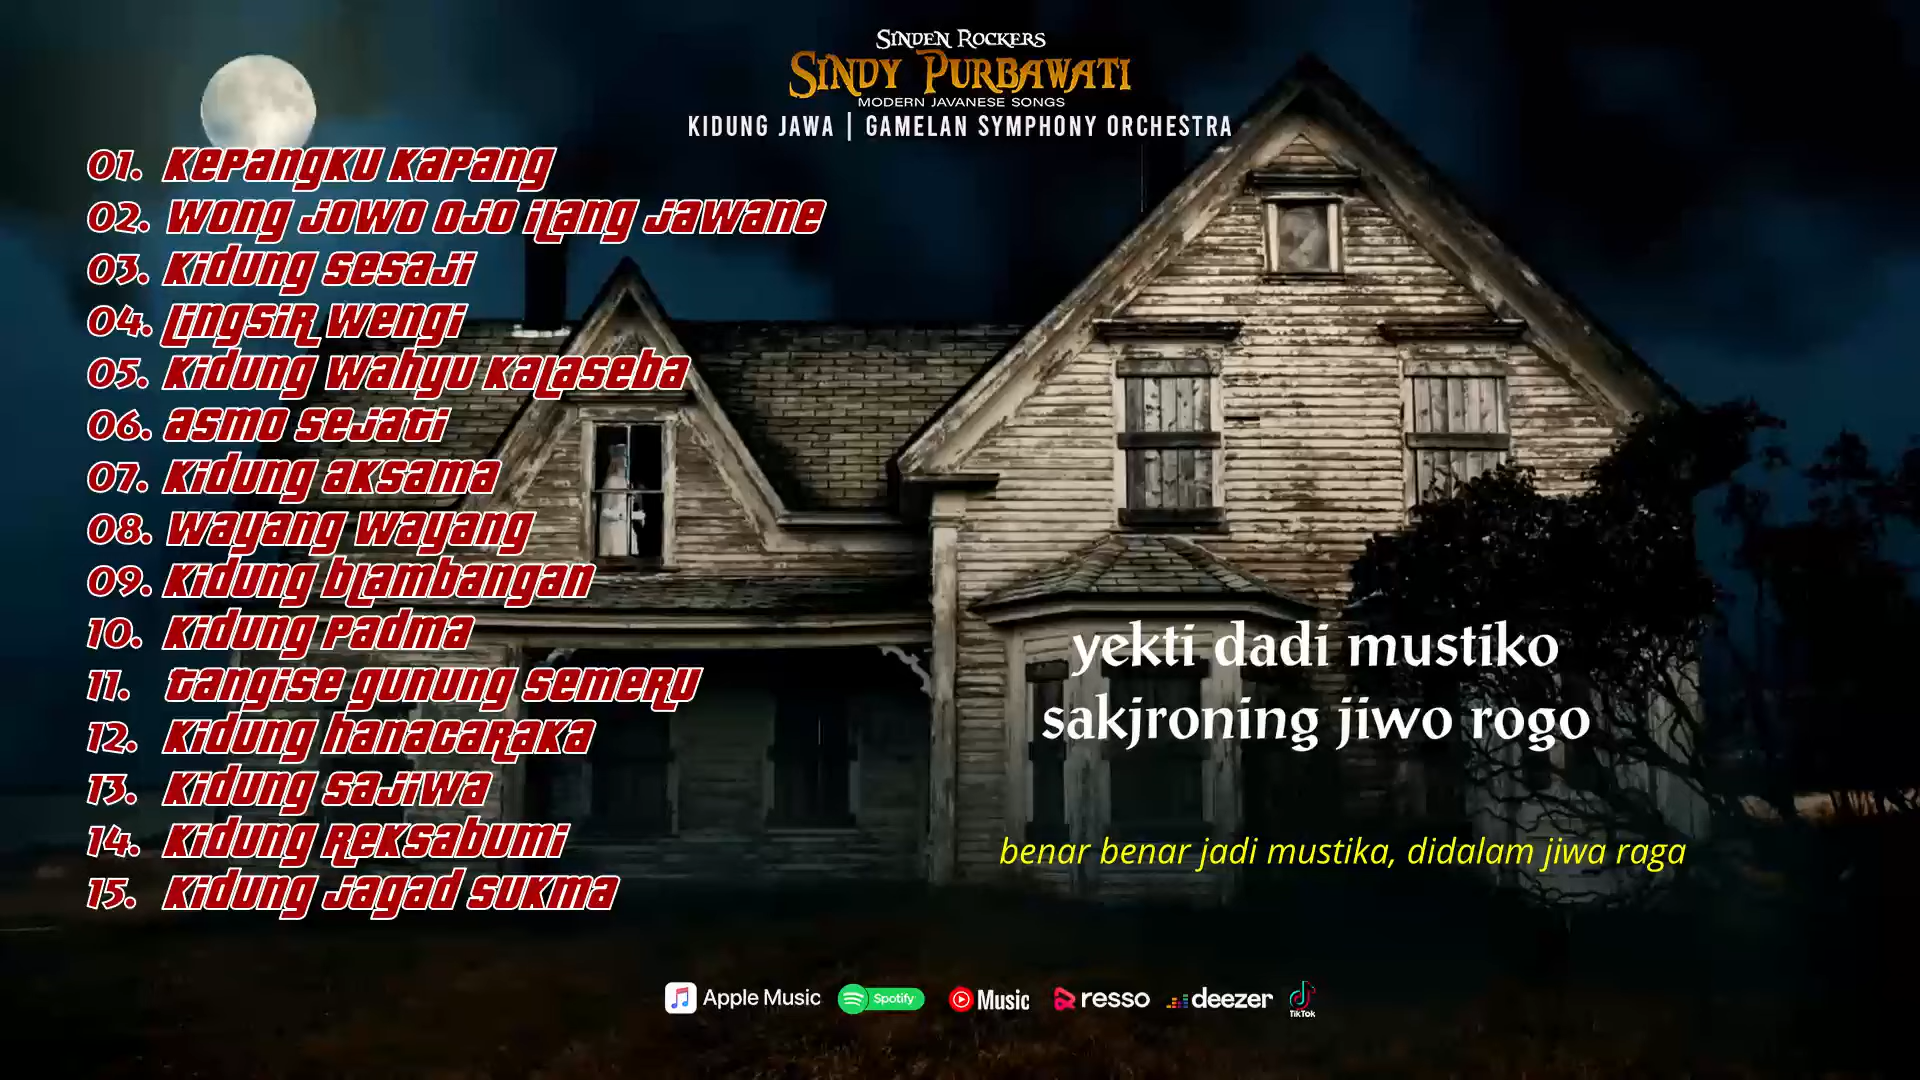 SINDEN ROCKERS
SINDY PURBAWATI
MODERN JAVANESE SONGS
KIDUNG JAWA | GAMELAN SYMPHONY ORCHESTRA
01. Kepangku Kapang
02. Wong Jowo Ojo Ilang Jawane
03. Kidung Sesaji
04. Lingsir Wengi
05. Kidung Wahyu Kalaseba
06. Asmo Sejati
07. Kidung Aksama
08. Wayang Wayang
09. Kidung Blambangan
10. Kidung Padma
11. Tangise Gunung Semeru
12. Kidung Hanacaraka
13. Kidung Sajiwa
14. Kidung Reksabumi
15. Kidung Jagad Sukma
yekti dadi mustiko
sakjroning jiwo rogo
benar benar jadi mustika, didalam jiwa raga
Apple Music Spotify Music resso deezer TikTok